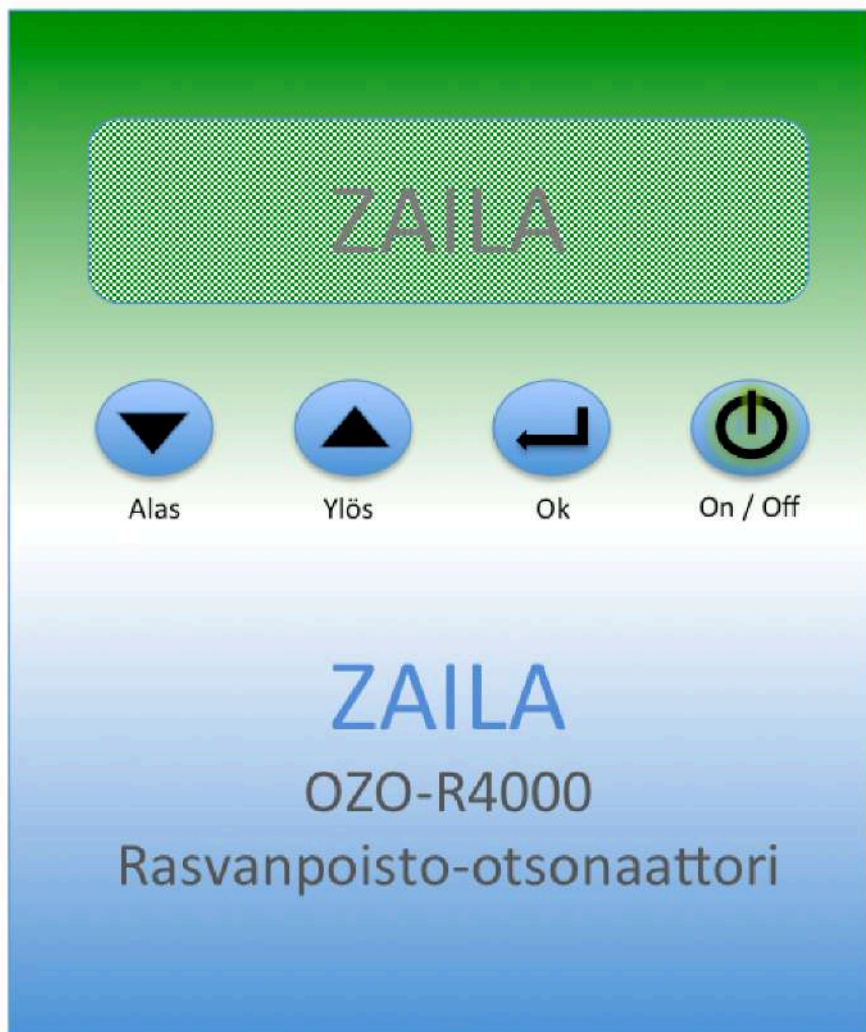 ZAILA
Alas Ylös Ok On / Off
ZAILA
OZO-R4000
Rasvanpoisto-otsonaattori